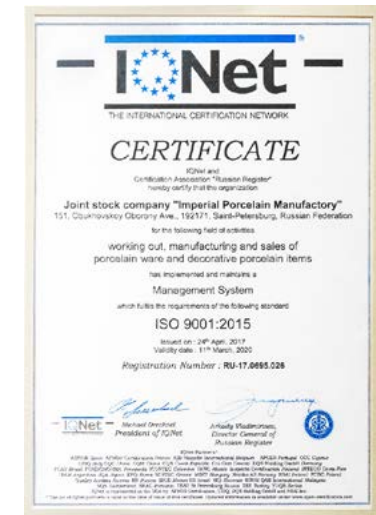 IQNet
THE INTERNATIONAL CERTIFICATION NETWORK
CERTIFICATE
IQNet and
Certification Association "Russian Register"
hereby certify that the organization
Joint stock company "Imperial Porcelain Manufactory"
151, Obukhovskoy Oborony Ave., 192171, Saint-Petersburg, Russian Federation
for the following field of activities
working out, manufacturing and sales of
porcelain ware and decorative porcelain items
has implemented and maintains a
Management System
which fulfils the requirements of the following standard
ISO 9001:2015
Issued on : 24th April, 2017
Validity date : 11th March, 2020
Registration Number : RU-17.0695.026
IQNet
Michael Drechsel
President of IQNet
Arkady Vladimirtsev,
Director General of
Russian Register